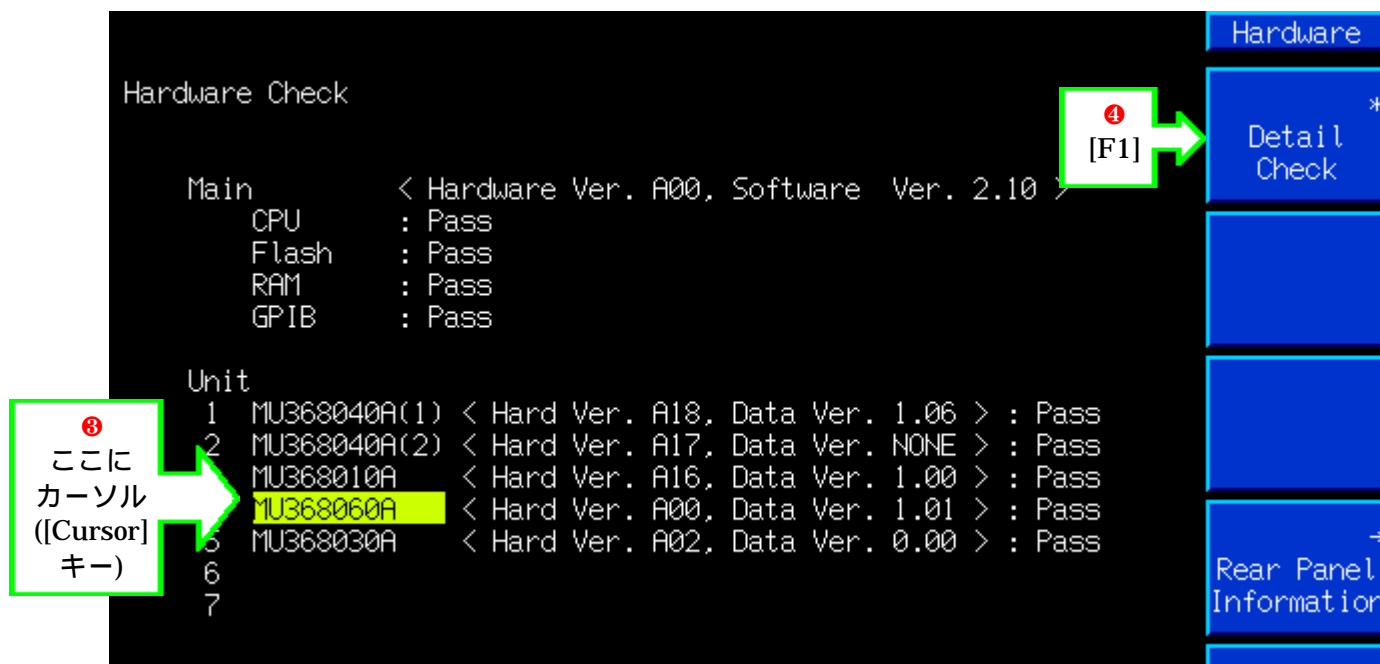 Hardware
Hardware Check
❹
[F1]
*
Detail
Check
Main < Hardware Ver. A00, Software Ver. 2.10 >
CPU : Pass
Flash : Pass
RAM : Pass
GPIB : Pass
Unit
1 MU368040A(1) < Hard Ver. A18, Data Ver. 1.06 > : Pass
2 MU368040A(2) < Hard Ver. A17, Data Ver. NONE > : Pass
MU368010A < Hard Ver. A16, Data Ver. 1.00 > : Pass
MU368060A < Hard Ver. A00, Data Ver. 1.01 > : Pass
5 MU368030A < Hard Ver. A02, Data Ver. 0.00 > : Pass
6
7
❸
ここに
カーソル
([Cursor]
キー)
→
Rear Panel
Information